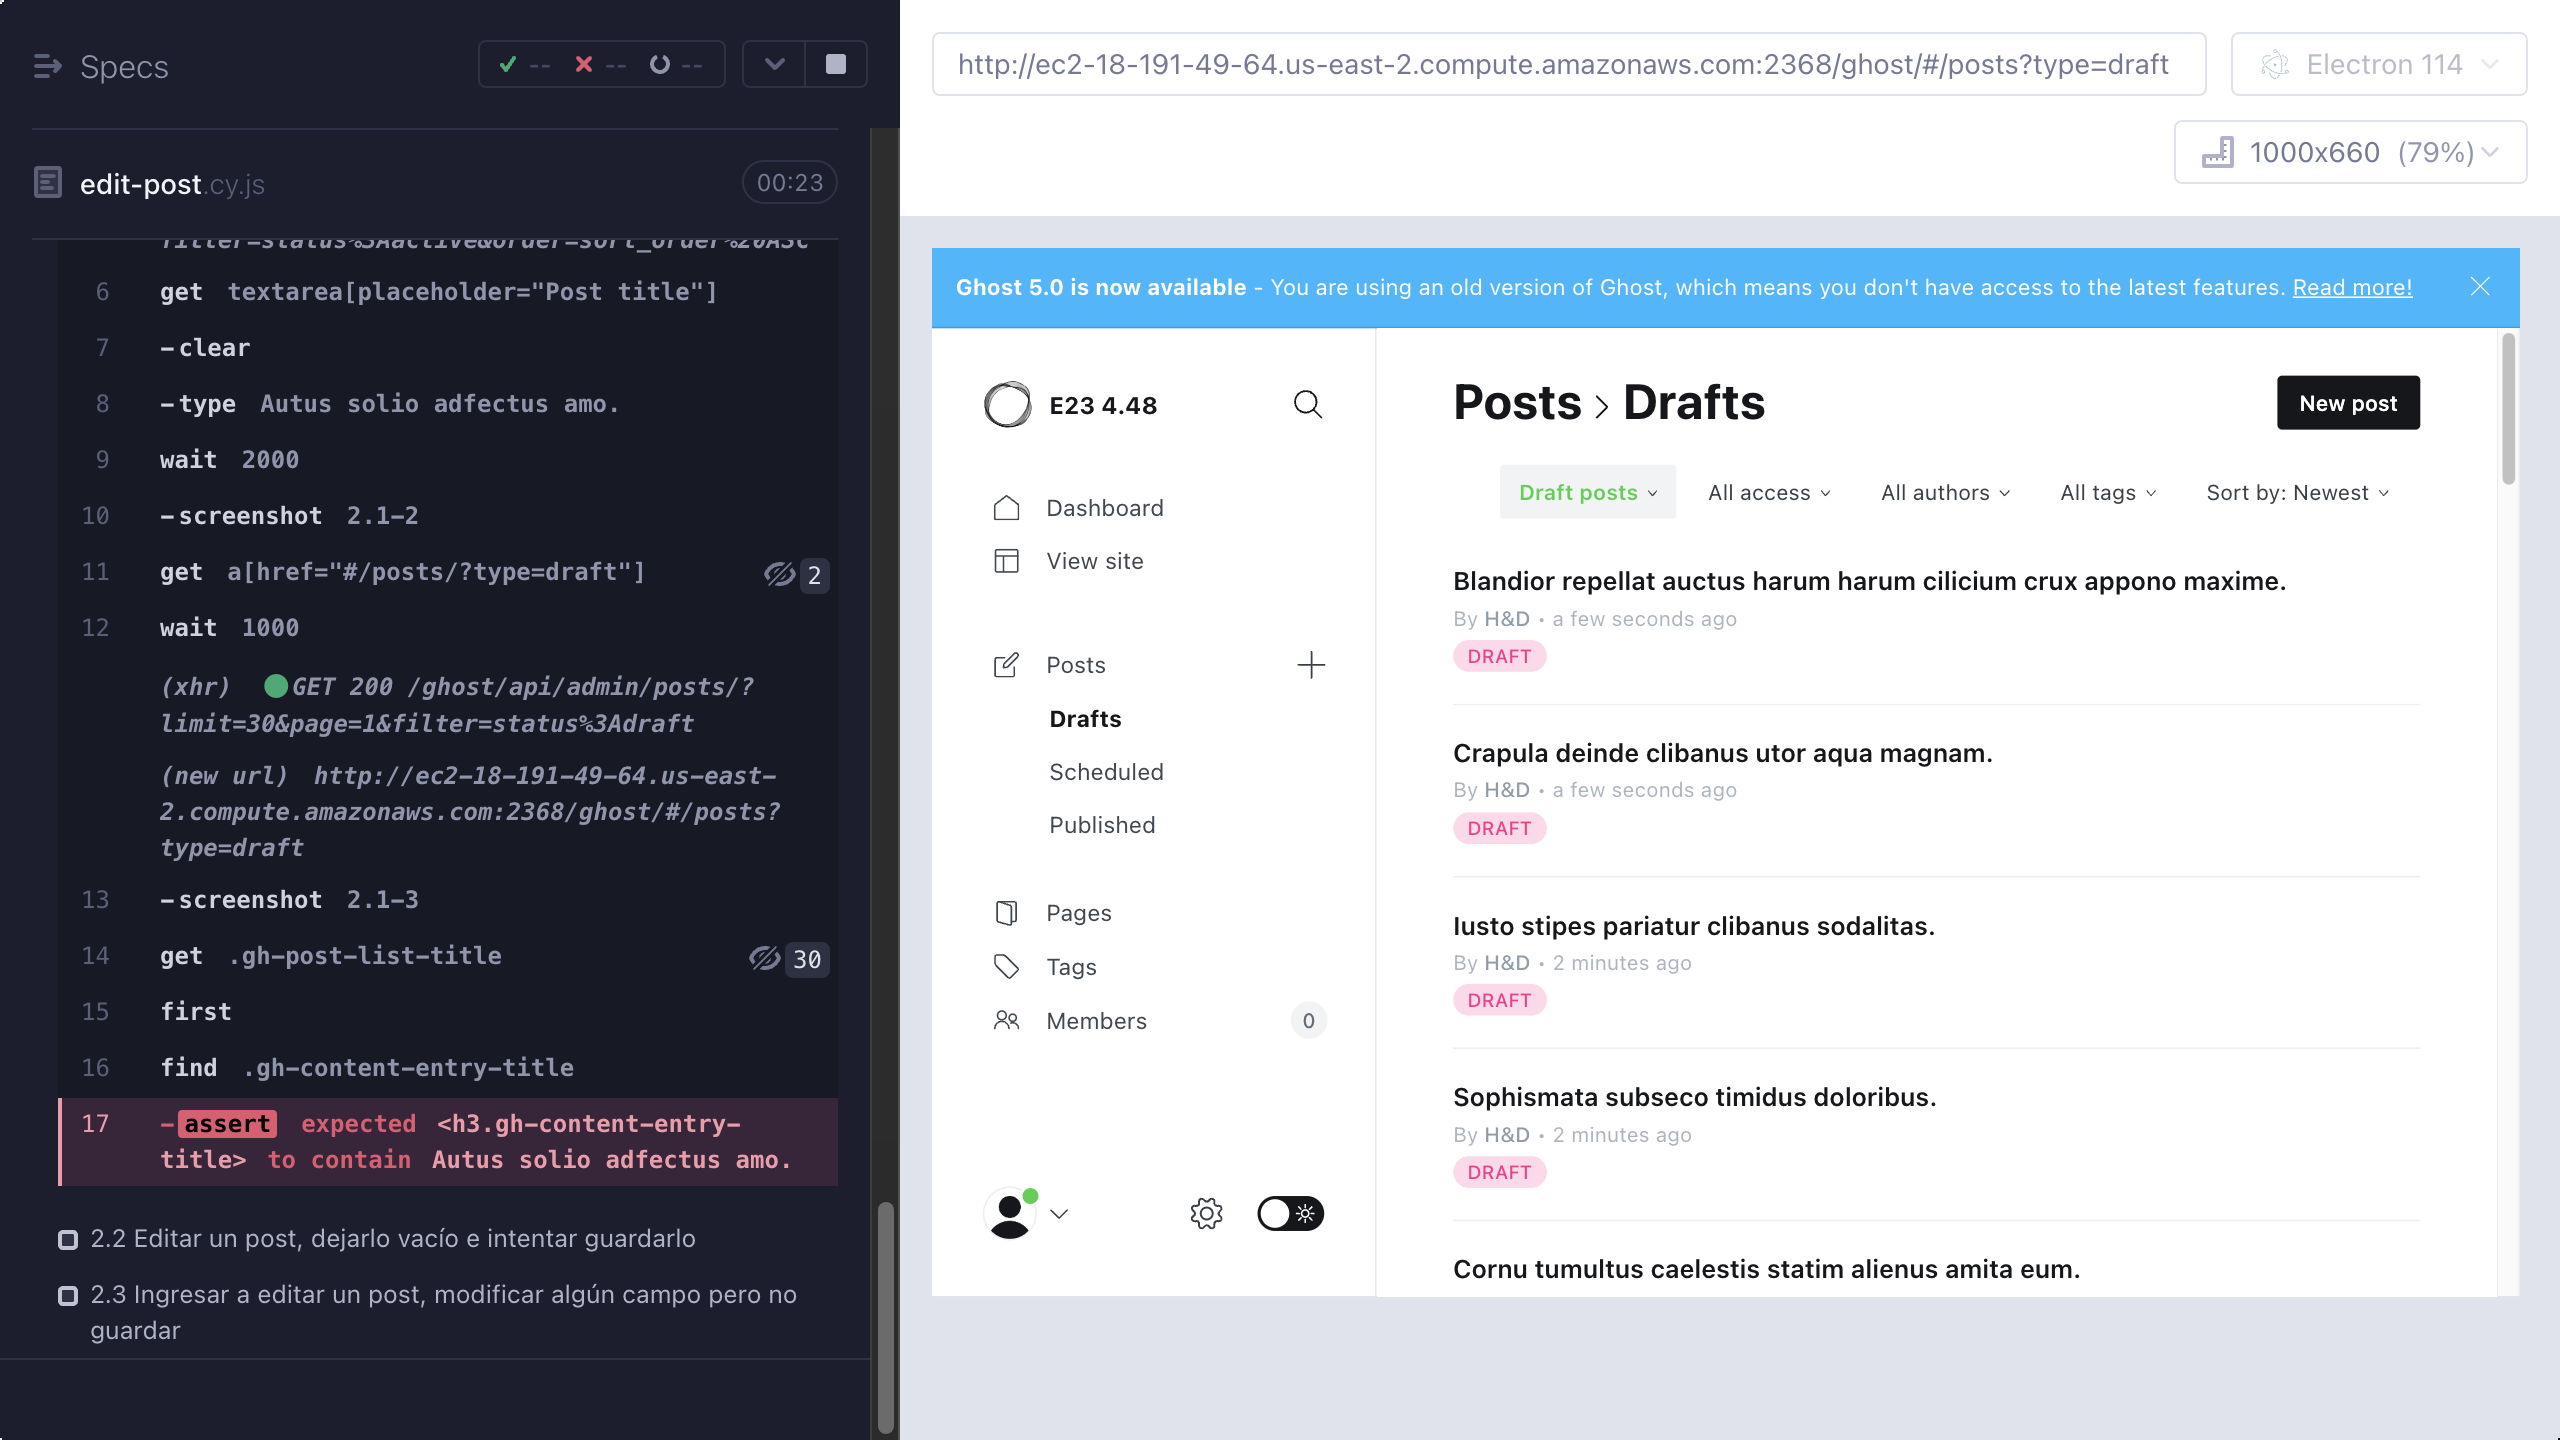 Specs
-- -- --
edit-post.cy.js 00:23
filter=status%3Aactive&order=sort_order%20ASC
6 get textarea[placeholder="Post title"]
7 -clear
8 -type Autus solio adfectus amo.
9 wait 2000
10 -screenshot 2.1-2
11 get a[href="#/posts/?type=draft"] 2
12 wait 1000
(xhr) GET 200 /ghost/api/admin/posts/?
limit=30&page=1&filter=status%3Adraft
(new url) http://ec2-18-191-49-64.us-east-
2.compute.amazonaws.com:2368/ghost/#/posts?
type=draft
13 -screenshot 2.1-3
14 get .gh-post-list-title 30
15 first
16 find .gh-content-entry-title
17 -assert expected <h3.gh-content-entry-
title> to contain Autus solio adfectus amo.
2.2 Editar un post, dejarlo vacío e intentar guardarlo
2.3 Ingresar a editar un post, modificar algún campo pero no
guardar
http://ec2-18-191-49-64.us-east-2.compute.amazonaws.com:2368/ghost/#/posts?type=draft
Electron 114
1000x660 (79%)
Ghost 5.0 is now available - You are using an old version of Ghost, which means you don't have access to the latest features. Read more!
E23 4.48
Dashboard
View site
Posts
Drafts
Scheduled
Published
Pages
Tags
Members 0
Posts > Drafts
New post
Draft posts All access All authors All tags Sort by: Newest
Blandior repellat auctus harum harum cilicium crux appono maxime.
By H&D • a few seconds ago
DRAFT
Crapula deinde clibanus utor aqua magnam.
By H&D • a few seconds ago
DRAFT
Iusto stipes pariatur clibanus sodalitas.
By H&D • 2 minutes ago
DRAFT
Sophismata subseco timidus doloribus.
By H&D • 2 minutes ago
DRAFT
Cornu tumultus caelestis statim alienus amita eum.